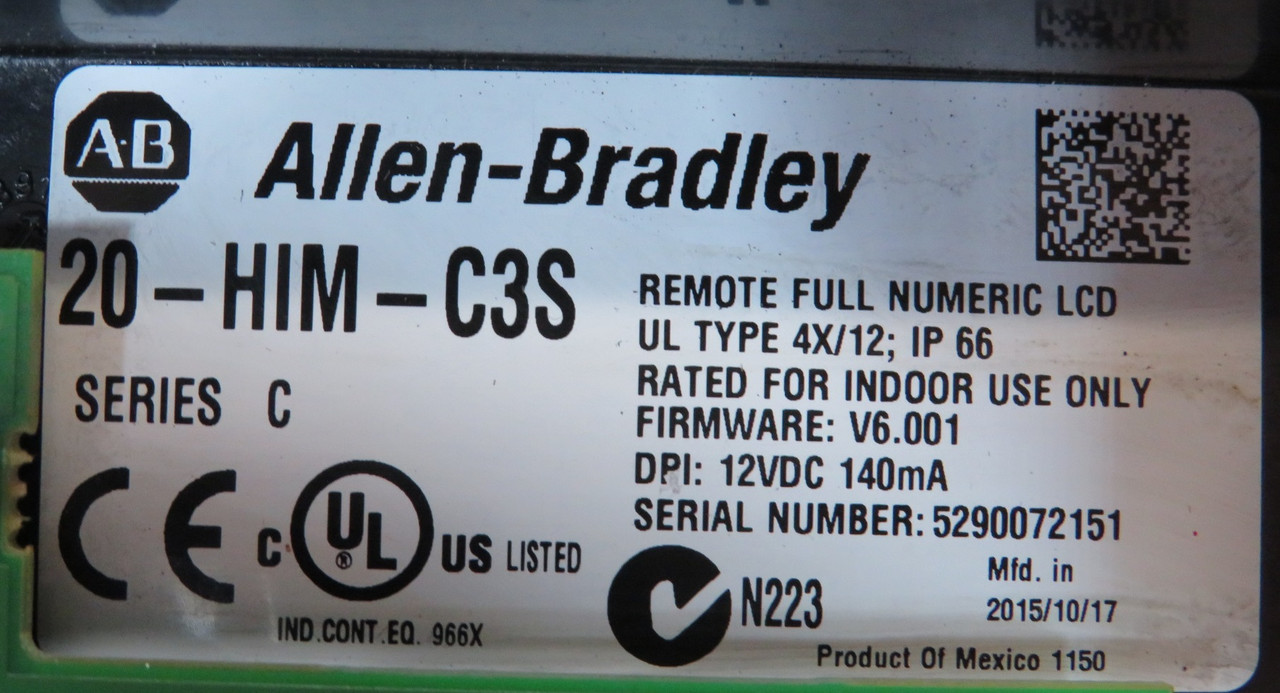 A·B Allen-Bradley
20-HIM-C3S
SERIES C
REMOTE FULL NUMERIC LCD
UL TYPE 4X/12; IP 66
RATED FOR INDOOR USE ONLY
FIRMWARE: V6.001
DPI: 12VDC 140mA
SERIAL NUMBER: 5290072151
CE
C UL® US LISTED
IND.CONT.EQ. 966X
N223
Mfd. in
2015/10/17
Product Of Mexico 1150